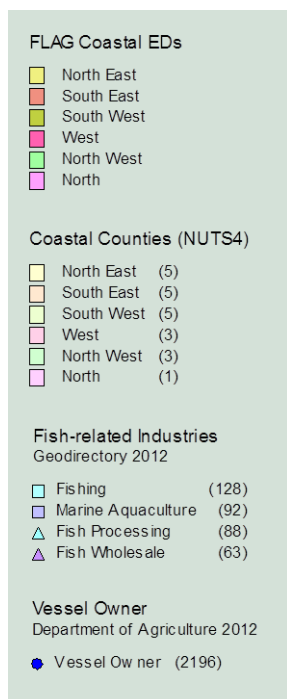 FLAG Coastal EDs
North East
South East
South West
West
North West
North
Coastal Counties (NUTS4)
North East (5)
South East (5)
South West (5)
West (3)
North West (3)
North (1)
Fish-related Industries
Geodirectory 2012
Fishing (128)
Marine Aquaculture (92)
Fish Processing (88)
Fish Wholesale (63)
Vessel Owner
Department of Agriculture 2012
Vessel Owner (2196)